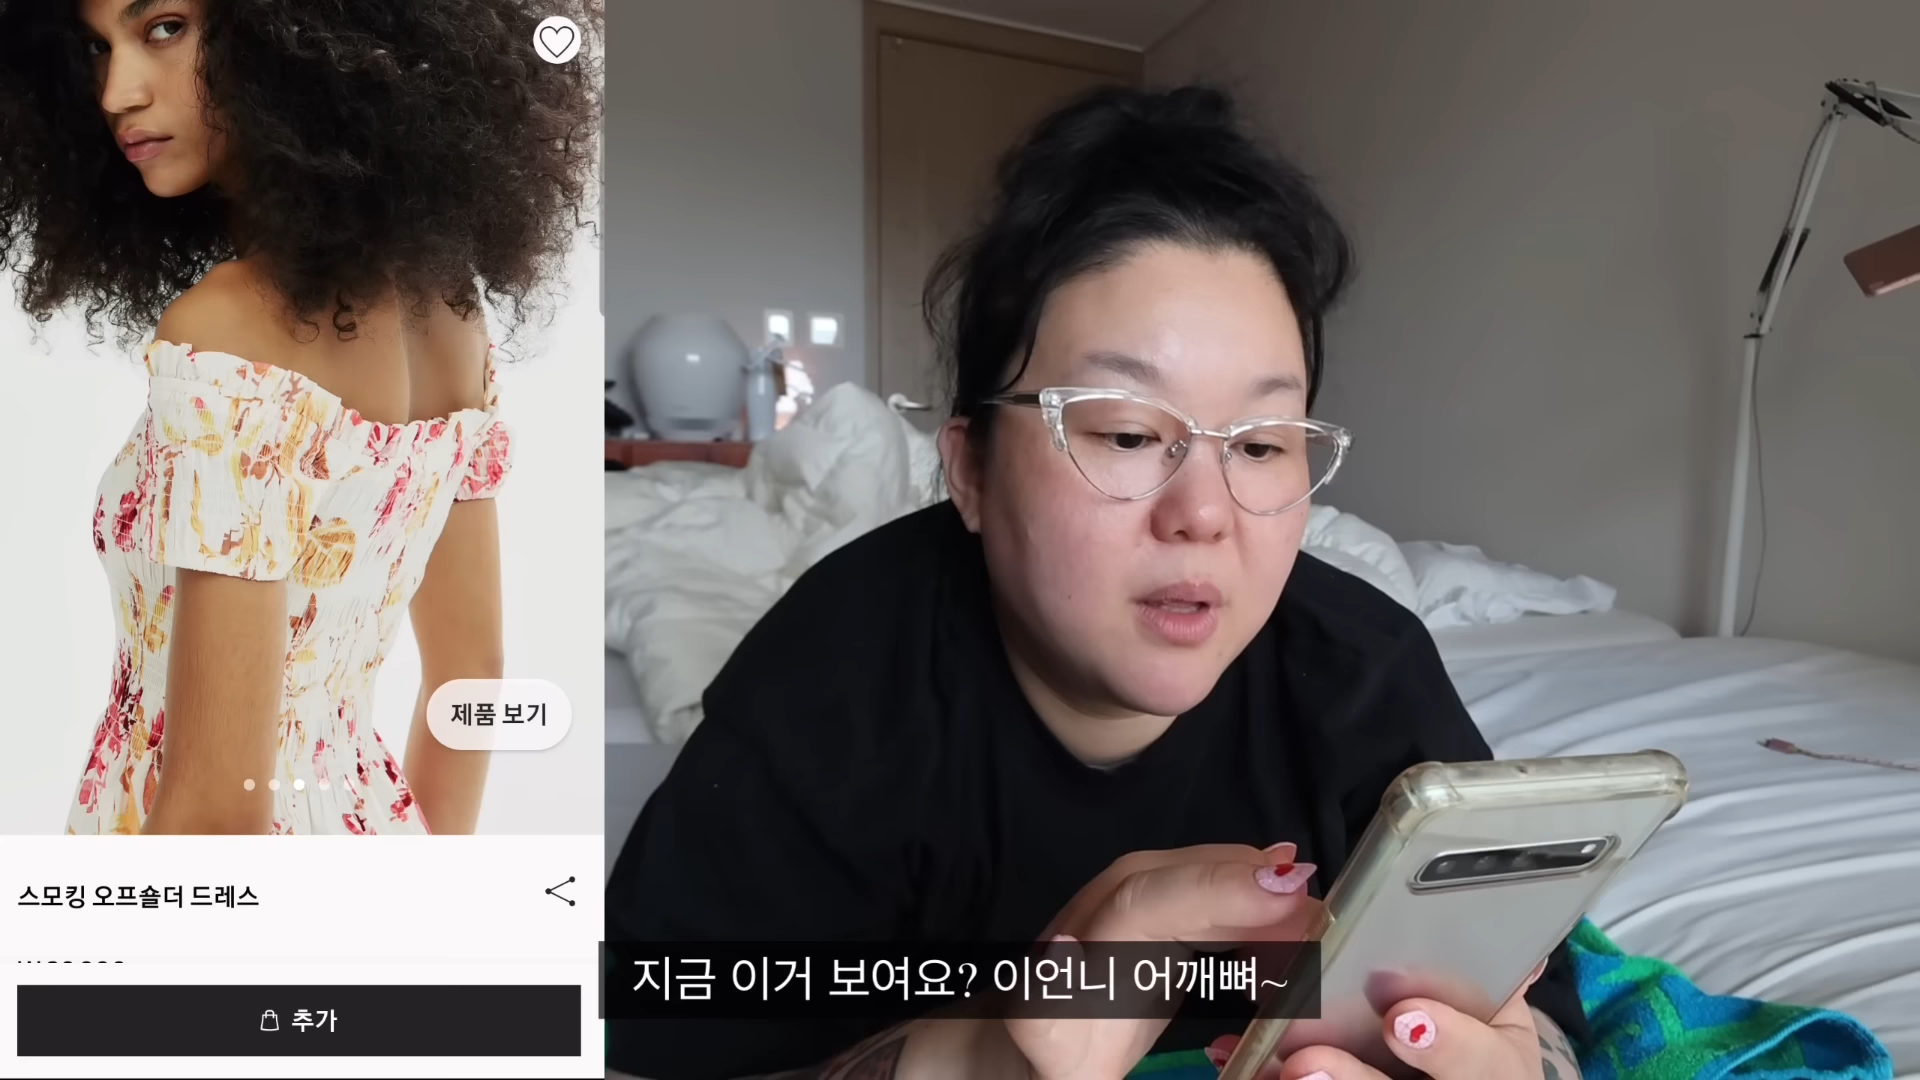 제품 보기
스모킹 오프숄더 드레스
추가
지금 이거 보여요? 이언니 어깨뼈~